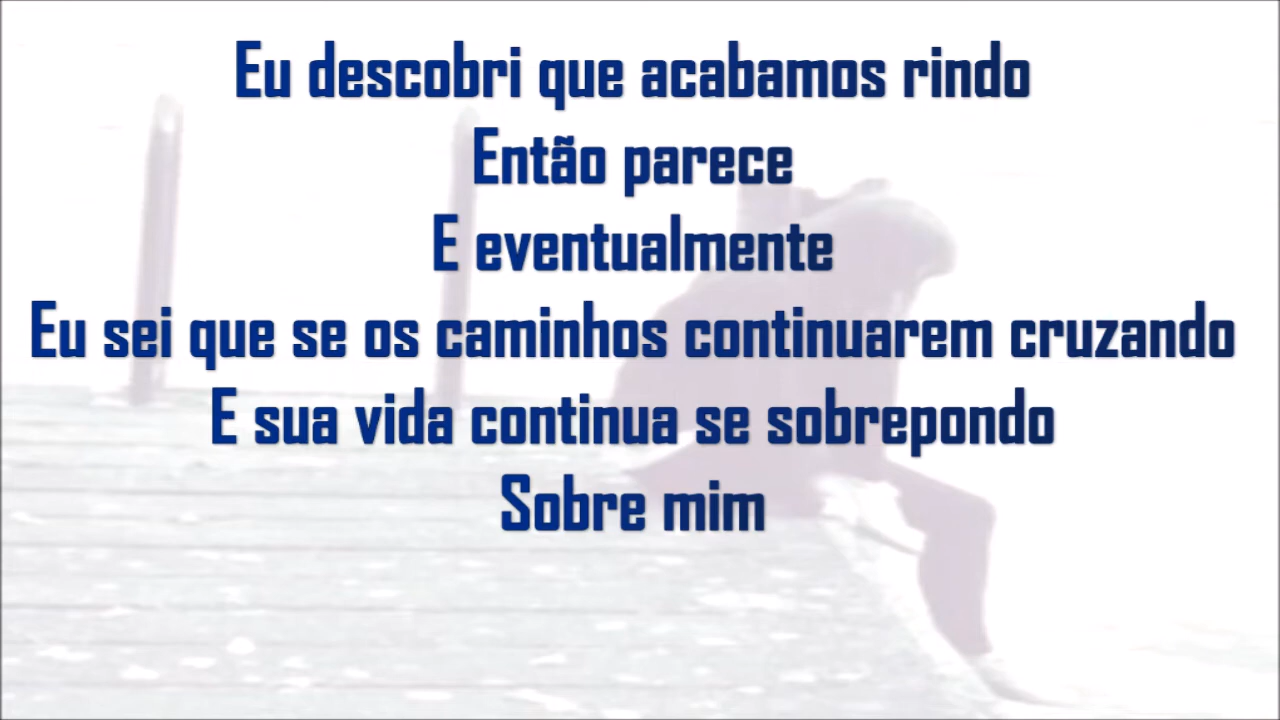 Eu descobri que acabamos rindo
Então parece
E eventualmente
Eu sei que se os caminhos continuarem cruzando
E sua vida continua se sobrepondo
Sobre mim